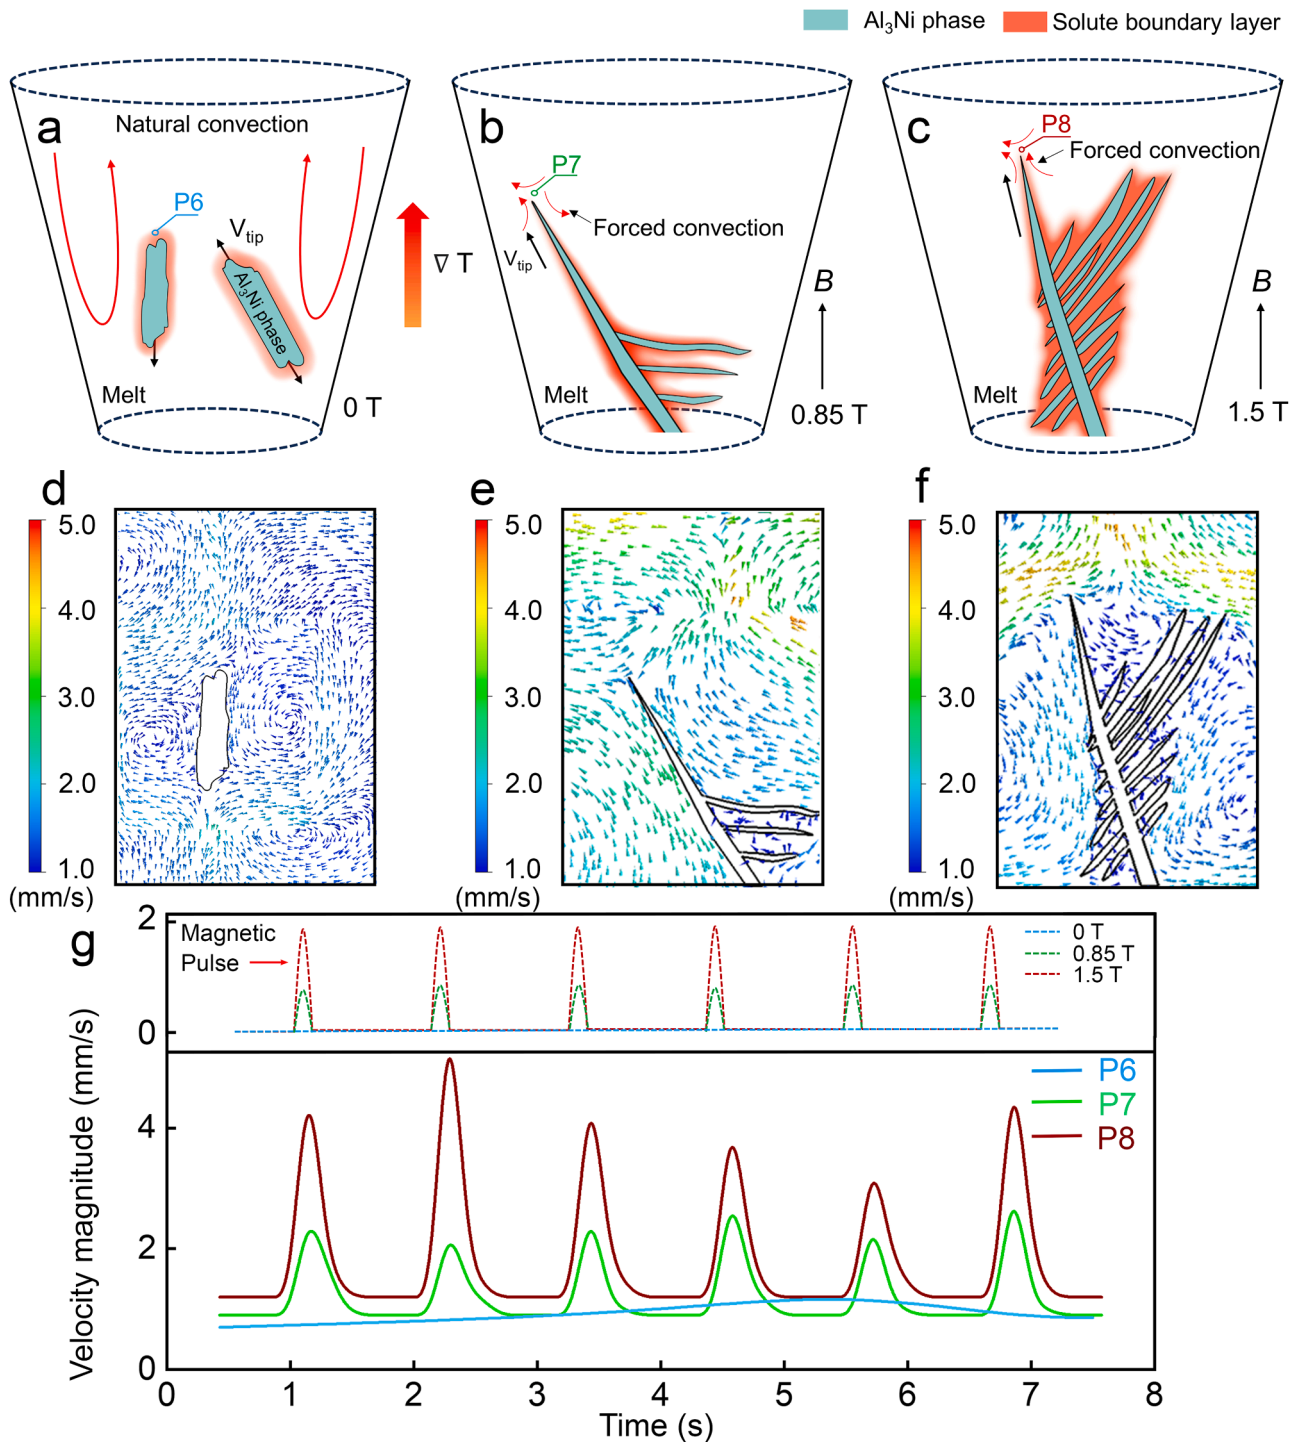 Al₃Ni phase
Solute boundary layer
a
Natural convection
P6
V_tip
Al₃Ni phase
Melt
0 T
∇ T
b
P7
Forced convection
V_tip
Melt
B
0.85 T
c
P8
Forced convection
Melt
B
1.5 T
d
5.0
4.0
3.0
2.0
1.0
(mm/s)
e
5.0
4.0
3.0
2.0
1.0
(mm/s)
f
5.0
4.0
3.0
2.0
1.0
(mm/s)
g
Magnetic
Pulse
0 T
0.85 T
1.5 T
2
0
P6
P7
P8
4
2
0
Velocity magnitude (mm/s)
0 1 2 3 4 5 6 7 8
Time (s)